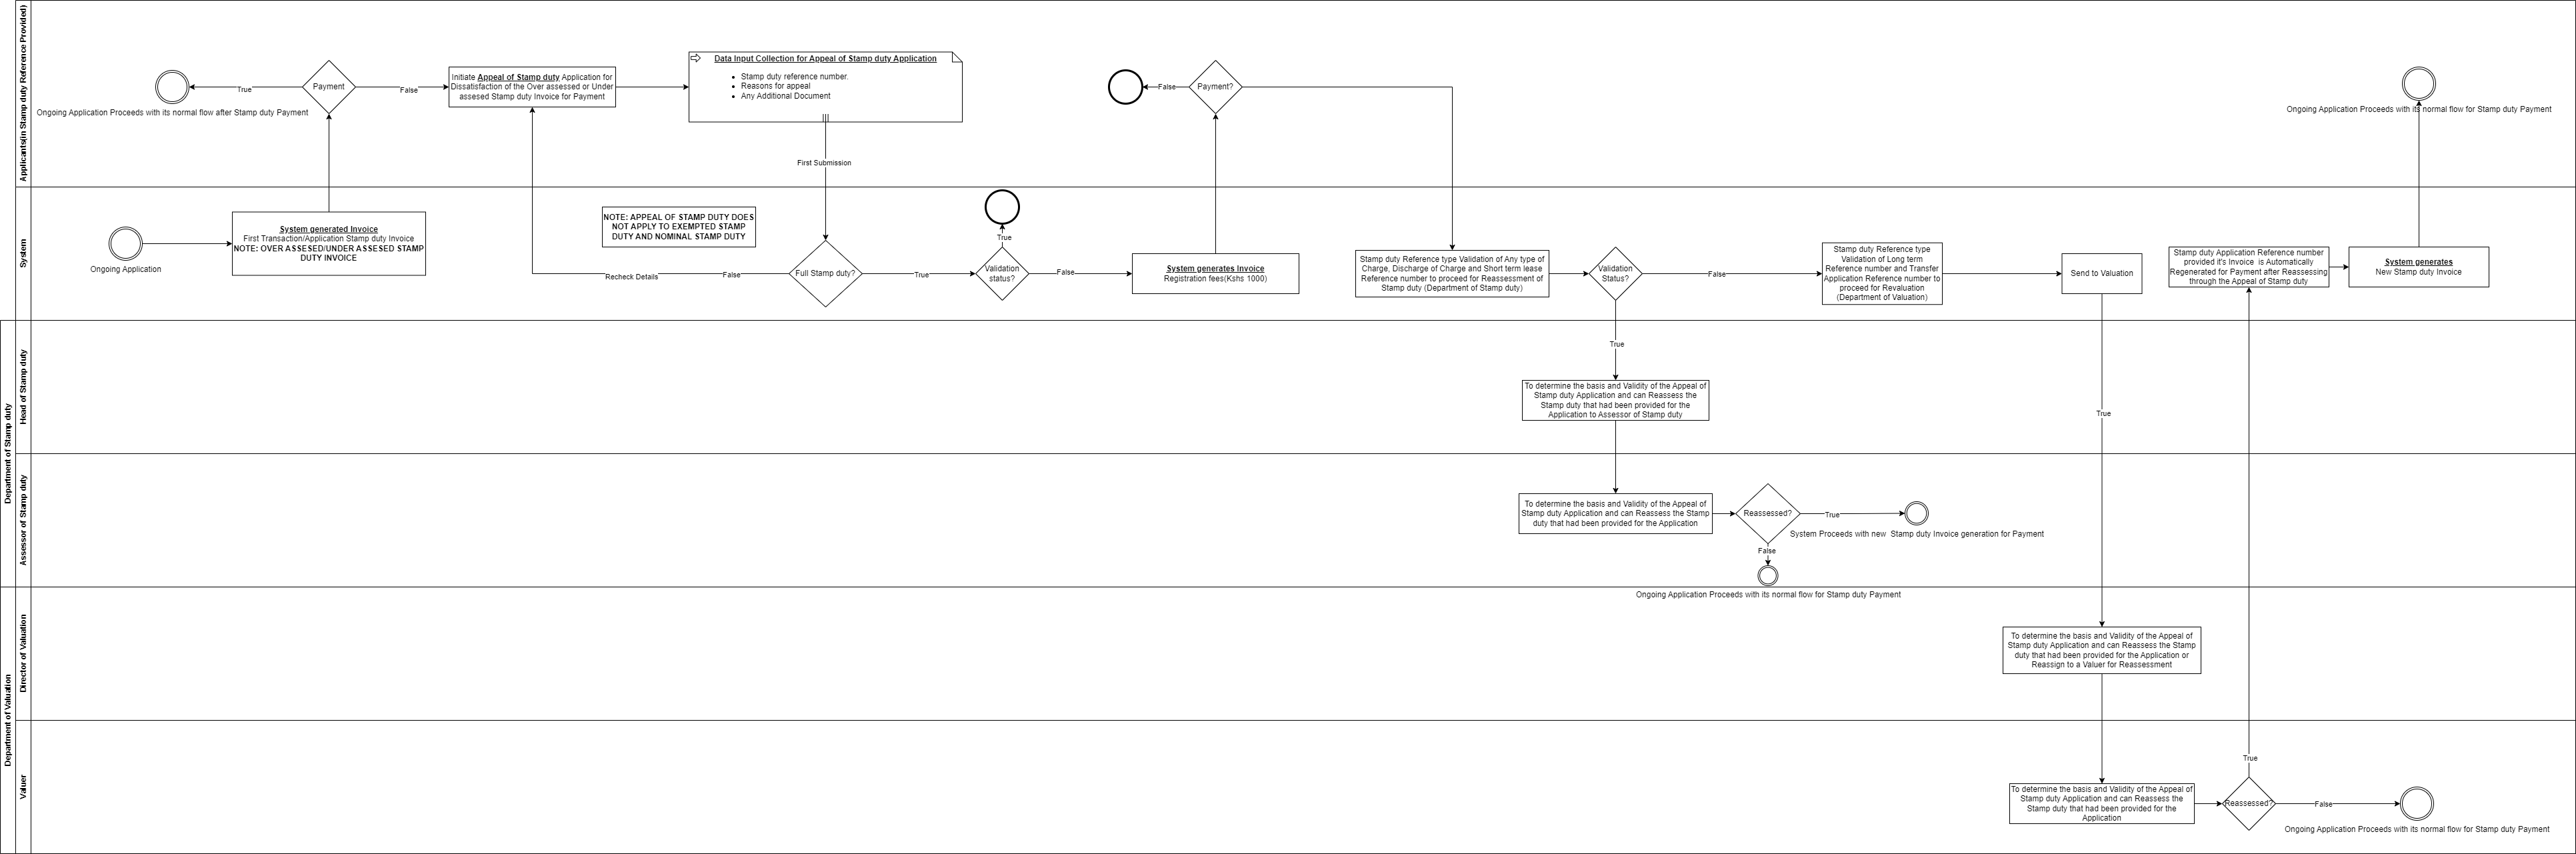 Applicants(in Stamp duty Reference Provided)
Ongoing Application Proceeds with its normal flow after Stamp duty Payment
True
Payment
False
Initiate Appeal of Stamp duty Application for
Dissatisfaction of the Over assessed or Under
assesed Stamp duty Invoice for Payment
Data Input Collection for Appeal of Stamp duty Application
Stamp duty reference number.
Reasons for appeal
Any Additional Document
First Submission
False
Payment?
Ongoing Application Proceeds with its normal flow for Stamp duty Payment
System
Ongoing Application
System generated Invoice
First Transaction/Application Stamp duty Invoice
NOTE: OVER ASSESED/UNDER ASSESED STAMP
DUTY INVOICE
NOTE: APPEAL OF STAMP DUTY DOES
NOT APPLY TO EXEMPTED STAMP
DUTY AND NOMINAL STAMP DUTY
Recheck Details
False
Full Stamp duty?
True
True
Validation
status?
False
System generates Invoice
Registration fees(Kshs 1000)
Stamp duty Reference type Validation of Any type of
Charge, Discharge of Charge and Short term lease
Reference number to proceed for Reassessment of
Stamp duty (Department of Stamp duty)
Validation
Status?
False
Stamp duty Reference type
Validation of Long term
Reference number and Transfer
Application Reference number to
proceed for Revaluation
(Department of Valuation)
Send to Valuation
Stamp duty Application Reference number
provided it's Invoice is Automatically
Regenerated for Payment after Reassessing
through the Appeal of Stamp duty
System generates
New Stamp duty Invoice
Department of Stamp duty
Head of Stamp duty
True
To determine the basis and Validity of the Appeal of
Stamp duty Application and can Reassess the
Stamp duty that had been provided for the
Application to Assessor of Stamp duty
True
Assessor of Stamp duty
To determine the basis and Validity of the Appeal of
Stamp duty Application and can Reassess the Stamp
duty that had been provided for the Application
Reassessed?
True
System Proceeds with new Stamp duty Invoice generation for Payment
False
Ongoing Application Proceeds with its normal flow for Stamp duty Payment
Department of Valuation
Director of Valuation
To determine the basis and Validity of the Appeal of
Stamp duty Application and can Reassess the Stamp
duty that had been provided for the Application or
Reassign to a Valuer for Reassessment
Valuer
To determine the basis and Validity of the Appeal of
Stamp duty Application and can Reassess the
Stamp duty that had been provided for the
Application
True
Reassessed?
False
Ongoing Application Proceeds with its normal flow for Stamp duty Payment